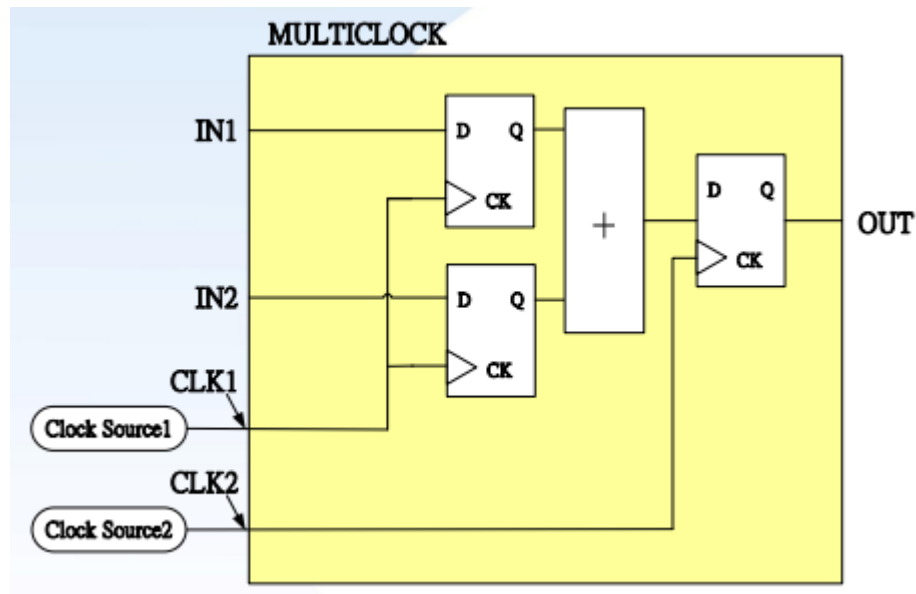 MULTICLOCK
IN1
D Q
CK
+
D Q
CK
OUT
IN2
D Q
CK
CLK1
Clock Source1
CLK2
Clock Source2